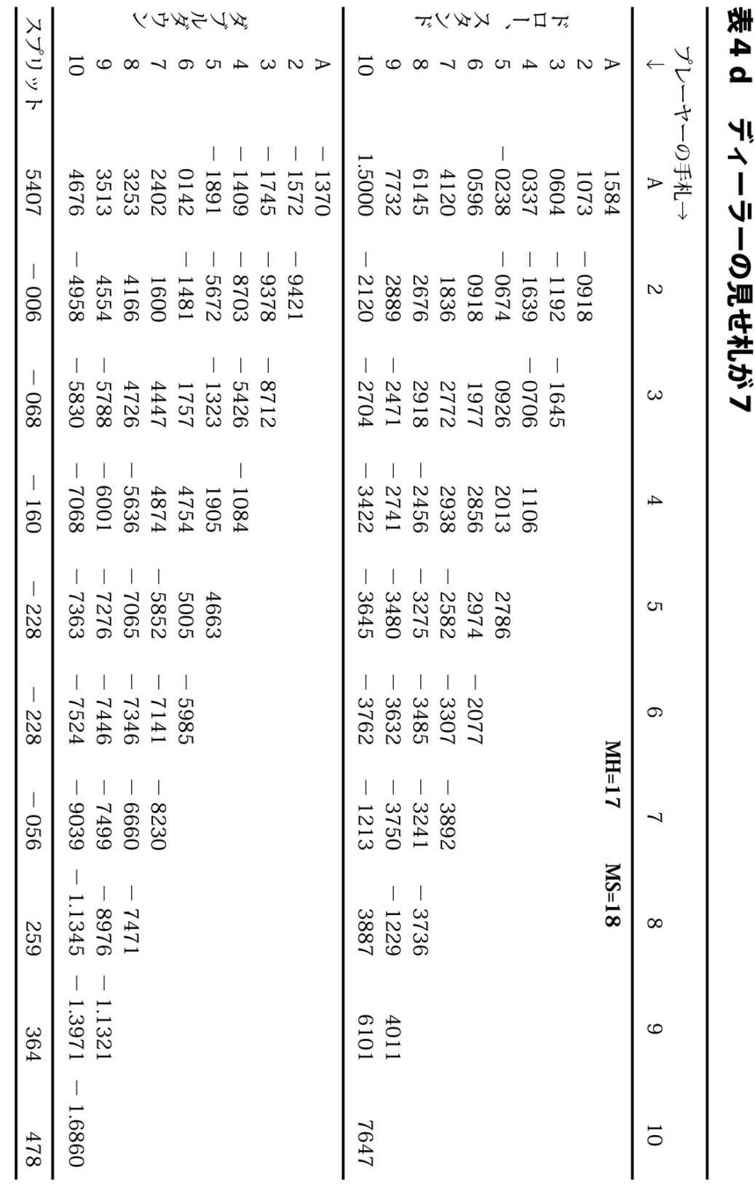 表4d ディーラーの見せ札が7
プレーヤーの手札→
↓ A 2 3 4 5 6 7 8 9 10
MH=17 MS=18
ドロー、スタンド
A 1584
2 1073 −0918
3 0604 −1192 −1645
4 0337 −1639 −0706 1106
5 −0238 −0674 0926 2013 2786
6 0596 0918 1977 2856 2974 −2077
7 4120 1836 2772 2938 −2582 −3307 −3892
8 6145 2676 2918 −2456 −3275 −3485 −3241 −3736
9 7732 2889 −2471 −2741 −3480 −3632 −3750 −1229 4011
10 1.5000 −2120 −2704 −3422 −3645 −3762 −1213 3887 6101 7647
ダブルダウン
A −1370
2 −1572 −9421
3 −1745 −9378 −8712
4 −1409 −8703 −5426 −1084
5 −1891 −5672 −1323 1905 4663
6 0142 −1481 1757 4754 5005 −5985
7 2402 1600 4447 4874 −5852 −7141 −8230
8 3253 4166 4726 −5636 −7065 −7346 −6660 −7471
9 3513 4554 −5788 −6001 −7276 −7446 −7499 −8976 −1.1321
10 4676 −4958 −5830 −7068 −7363 −7524 −9039 −1.1345 −1.3971 −1.6860
スプリット 5407 −006 −068 −160 −228 −228 −056 259 364 478